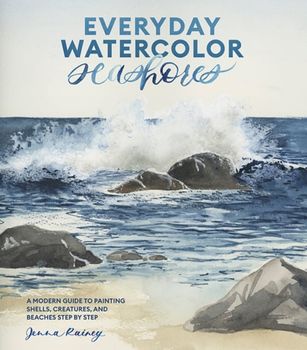 EVERYDAY
WATERCOLOR
seashores
A MODERN GUIDE TO PAINTING
SHELLS, CREATURES, AND
BEACHES STEP BY STEP
Jenna Rainey